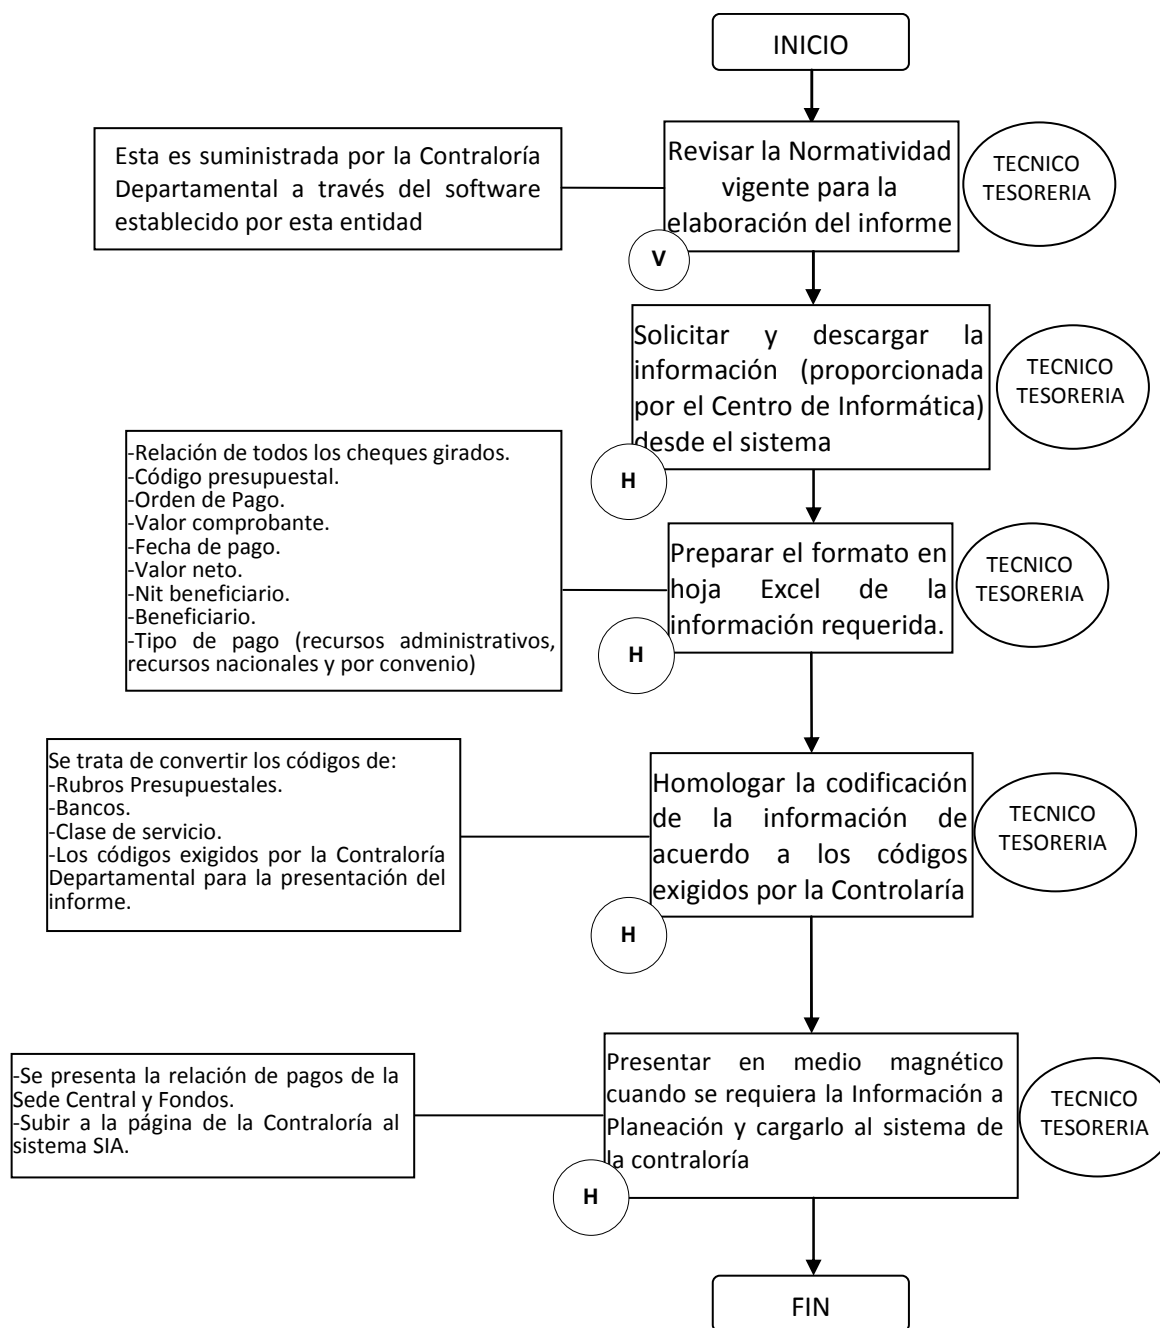 INICIO
Esta es suministrada por la Contraloría
Departamental a través del software
establecido por esta entidad
Revisar la Normatividad
vigente para la
elaboración del informe
TECNICO
TESORERIA
V
Solicitar y descargar la
información (proporcionada
por el Centro de Informática)
desde el sistema
TECNICO
TESORERIA
H
-Relación de todos los cheques girados.
-Código presupuestal.
-Orden de Pago.
-Valor comprobante.
-Fecha de pago.
-Valor neto.
-Nit beneficiario.
-Beneficiario.
-Tipo de pago (recursos administrativos,
recursos nacionales y por convenio)
Preparar el formato en
hoja Excel de la
información requerida.
TECNICO
TESORERIA
H
Se trata de convertir los códigos de:
-Rubros Presupuestales.
-Bancos.
-Clase de servicio.
-Los códigos exigidos por la Contraloría
Departamental para la presentación del
informe.
Homologar la codificación
de la información de
acuerdo a los códigos
exigidos por la Controlaría
TECNICO
TESORERIA
H
-Se presenta la relación de pagos de la
Sede Central y Fondos.
-Subir a la página de la Contraloría al
sistema SIA.
Presentar en medio magnético
cuando se requiera la Información a
Planeación y cargarlo al sistema de
la contraloría
TECNICO
TESORERIA
H
FIN